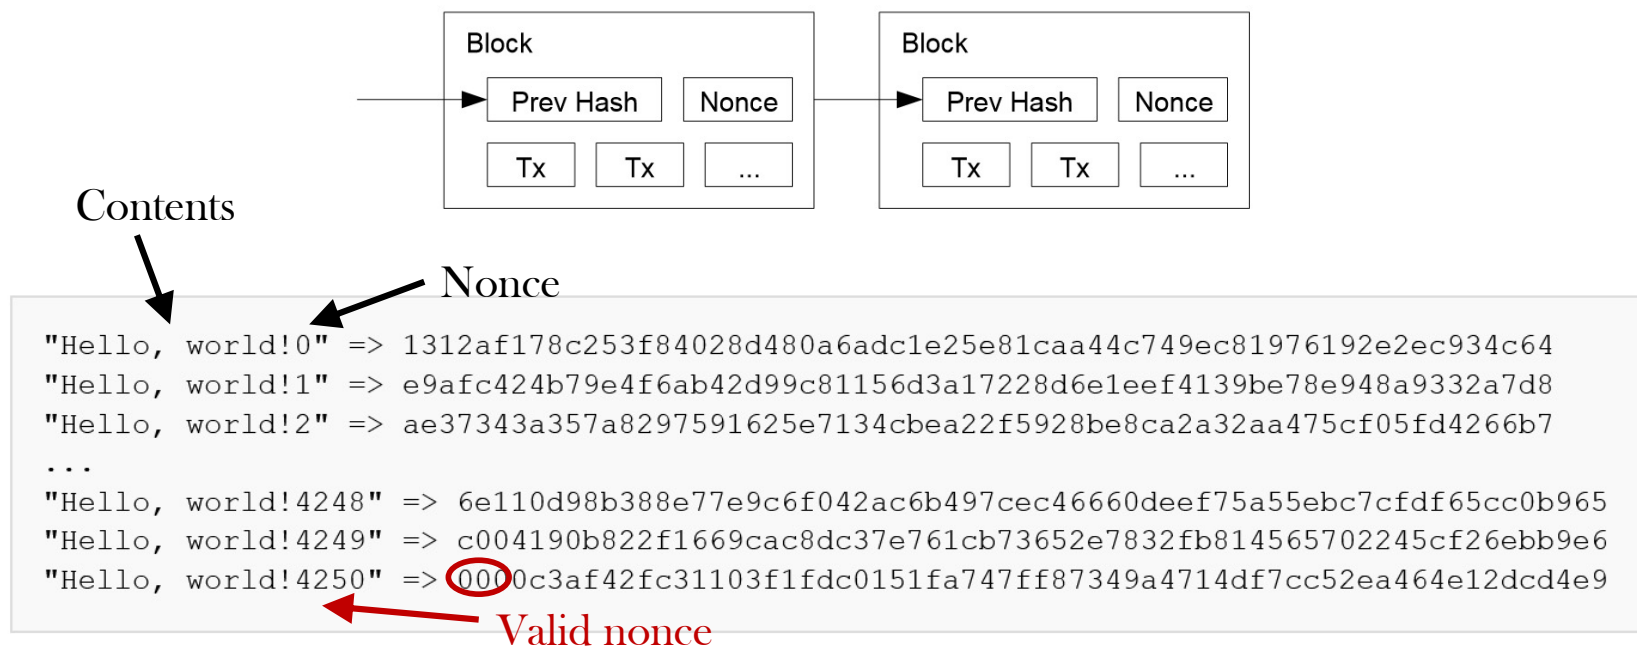 Block
Block
Prev Hash
Nonce
Prev Hash
Nonce
Tx
Tx
...
Tx
Tx
...
Contents
Nonce
"Hello, world!0" => 1312af178c253f84028d480a6adc1e25e81caa44c749ec81976192e2ec934c64
"Hello, world!1" => e9afc424b79e4f6ab42d99c81156d3a17228d6e1eef4139be78e948a9332a7d8
"Hello, world!2" => ae37343a357a8297591625e7134cbea22f5928be8ca2a32aa475cf05fd4266b7
...
"Hello, world!4248" => 6e110d98b388e77e9c6f042ac6b497cec46660deef75a55ebc7cfdf65cc0b965
"Hello, world!4249" => c004190b822f1669cac8dc37e761cb73652e7832fb814565702245cf26ebb9e6
"Hello, world!4250" => 0000c3af42fc31103f1fdc0151fa747ff87349a4714df7cc52ea464e12dcd4e9
Valid nonce